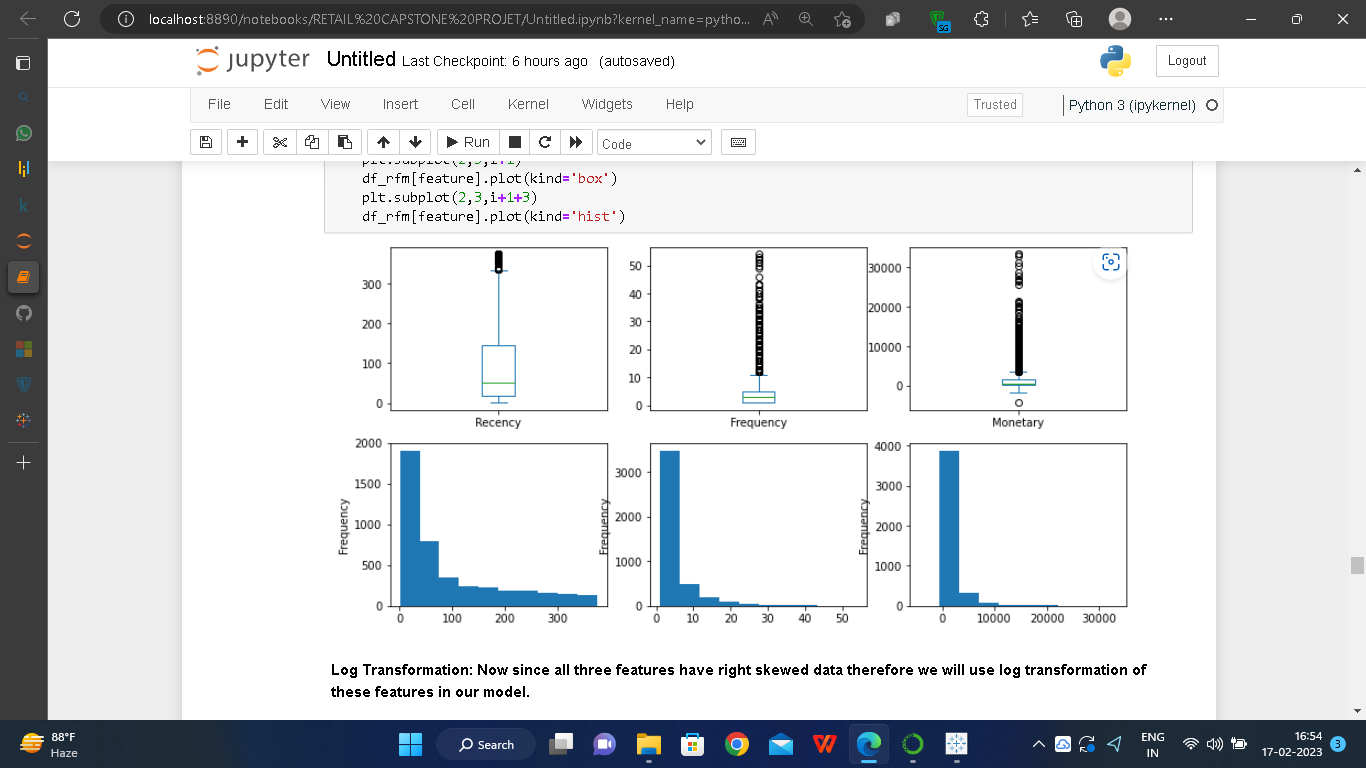 localhost:8890/notebooks/RETAIL%20CAPSTONE%20PROJET/Untitled.ipynb?kernel_name=pytho...
SG
jupyter Untitled Last Checkpoint: 6 hours ago (autosaved)
Logout
File Edit View Insert Cell Kernel Widgets Help
Trusted Python 3 (ipykernel)
Run Code
df_rfm[feature].plot(kind='box')
plt.subplot(2,3,i+1+3)
df_rfm[feature].plot(kind='hist')
300
200
100
0
Recency
50
40
30
20
10
0
Frequency
30000
20000
10000
0
Monetary
Frequency
2000
1500
1000
500
0
0 100 200 300
Frequency
3000
2000
1000
0
0 10 20 30 40 50
Frequency
4000
3000
2000
1000
0
0 10000 20000 30000
Log Transformation: Now since all three features have right skewed data therefore we will use log transformation of
these features in our model.
88°F
Haze
Search
ENG
IN
16:54
17-02-2023
3